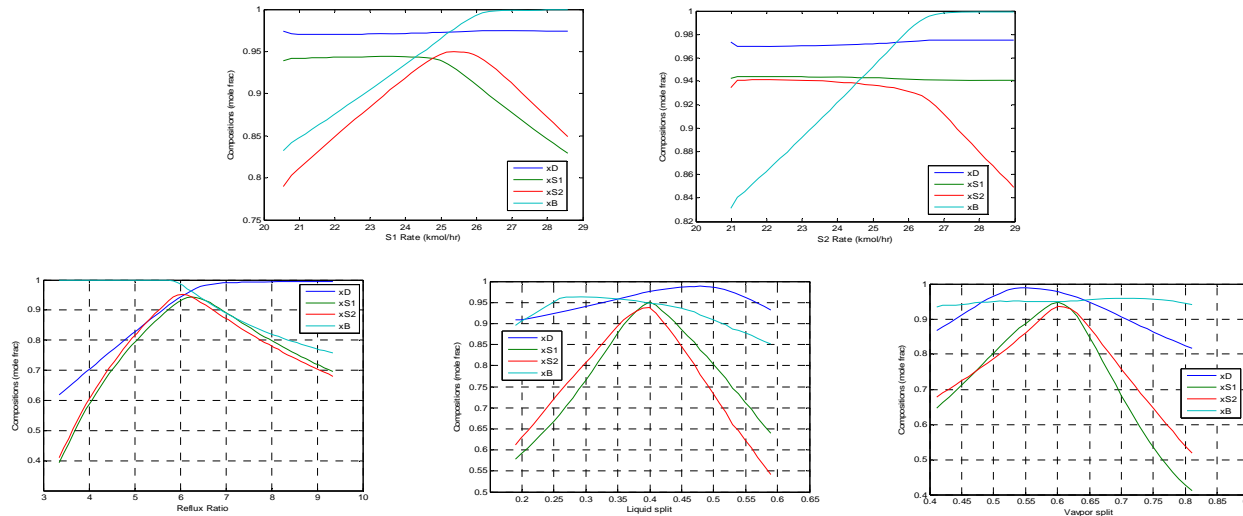 Compositions (mole frac)
1
0.95
0.9
0.85
0.8
0.75
20 21 22 23 24 25 26 27 28 29
S1 Rate (kmol/hr)
xD
xS1
xS2
xB
Compositions (mole frac)
1
0.98
0.96
0.94
0.92
0.9
0.88
0.86
0.84
0.82
20 21 22 23 24 25 26 27 28 29
S2 Rate (kmol/hr)
xD
xS1
xS2
xB
Compositions (mole frac)
1
0.9
0.8
0.7
0.6
0.5
0.4
3 4 5 6 7 8 9 10
Reflux Ratio
xD
xS1
xS2
xB
Compositions (mole frac)
1
0.95
0.9
0.85
0.8
0.75
0.7
0.65
0.6
0.55
0.5
0.2 0.25 0.3 0.35 0.4 0.45 0.5 0.55 0.6 0.65
Liquid split
xD
xS1
xS2
xB
Compositions (mole frac)
1
0.9
0.8
0.7
0.6
0.5
0.4
0.4 0.45 0.5 0.55 0.6 0.65 0.7 0.75 0.8 0.85
Vavpor split
xD
xS1
xS2
xB